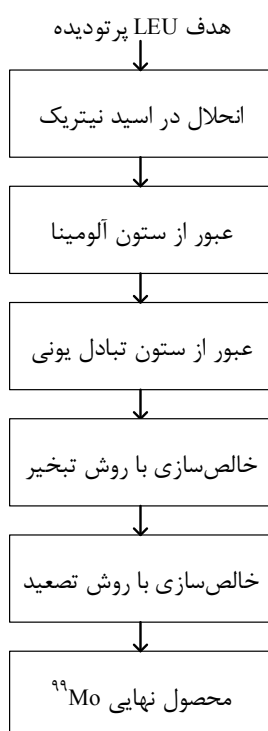 هدف LEU پرتودیده
انحلال در اسید نیتریک
عبور از ستون آلومینا
عبور از ستون تبادل یونی
خالص‌سازی با روش تبخیر
خالص‌سازی با روش تصعید
محصول نهایی ⁹⁹Mo